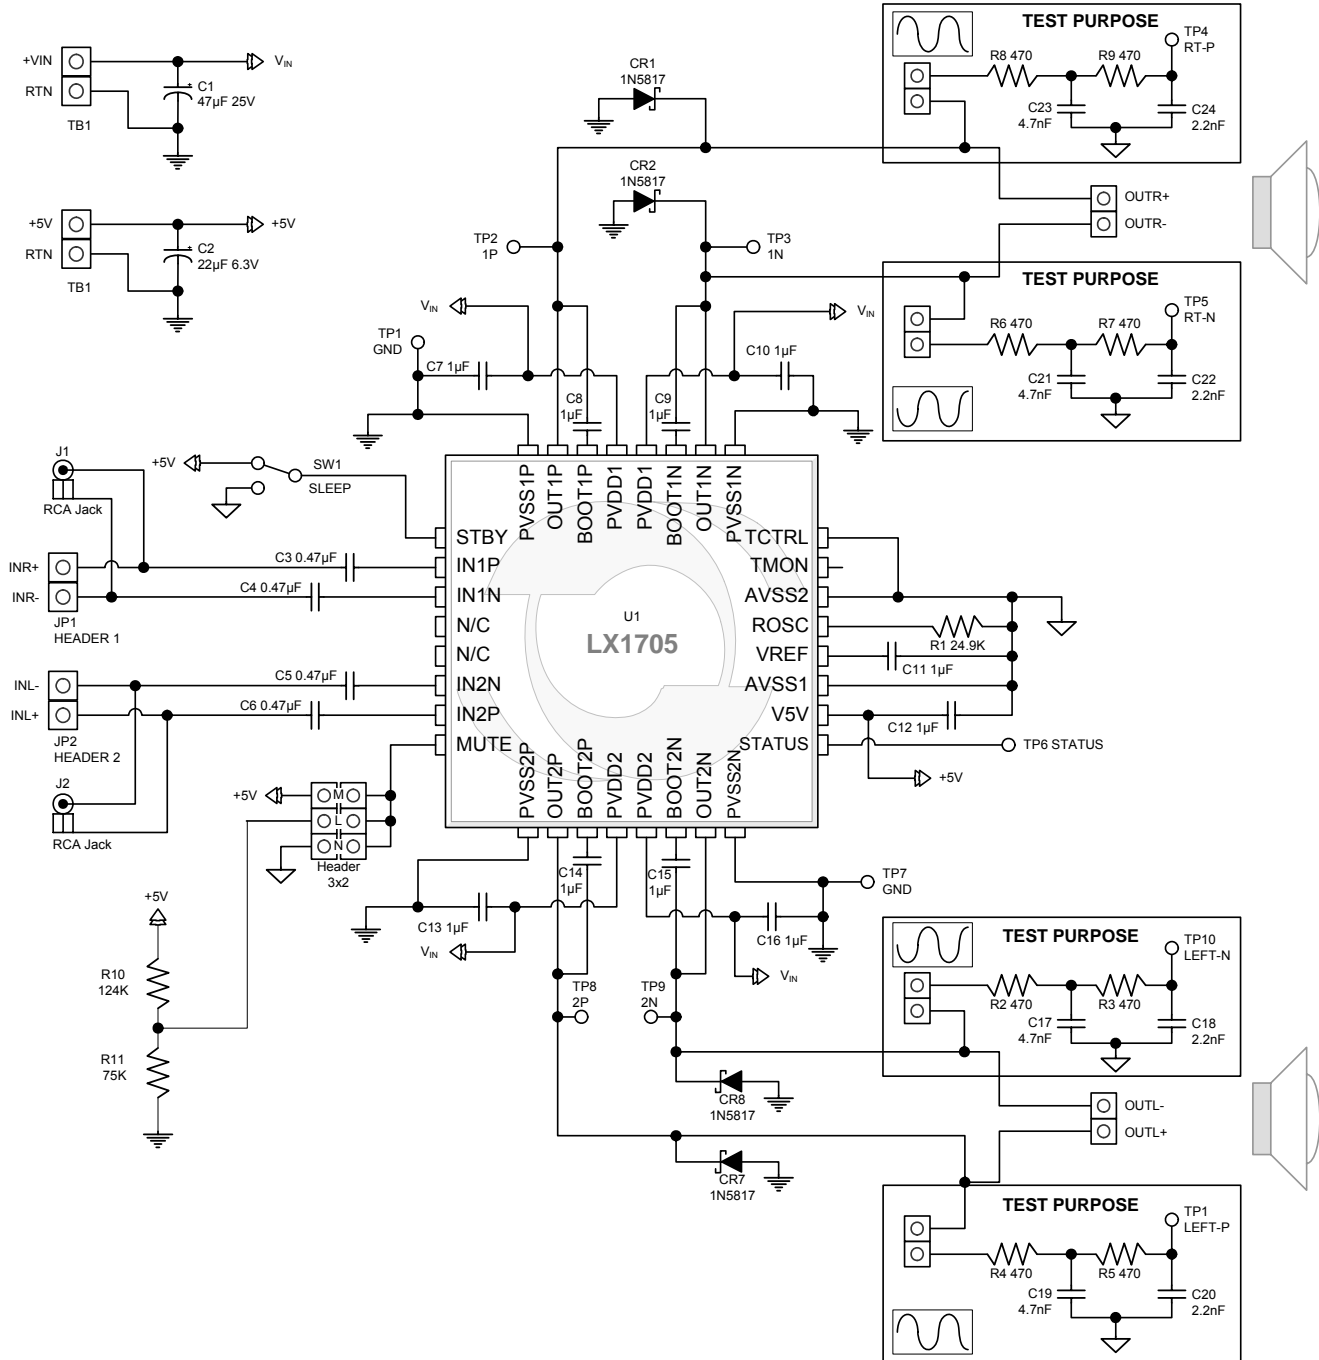 TEST PURPOSE
TP4
RT-P
R8 470
R9 470
C23
4.7nF
C24
2.2nF
+VIN
RTN
TB1
C1
47µF 25V
VIN
+5V
RTN
TB1
C2
22µF 6.3V
+5V
CR1
1N5817
CR2
1N5817
OUTR+
OUTR-
TP2
1P
TP3
1N
TEST PURPOSE
TP5
RT-N
R6 470
R7 470
C21
4.7nF
C22
2.2nF
VIN
VIN
TP1
GND
C7 1µF
C10 1µF
C8
1µF
C9
1µF
J1
RCA Jack
+5V
SW1
SLEEP
INR+
INR-
JP1
HEADER 1
C3 0.47µF
C4 0.47µF
INL-
INL+
JP2
HEADER 2
C5 0.47µF
C6 0.47µF
J2
RCA Jack
PVSS1P
OUT1P
BOOT1P
PVDD1
PVDD1
BOOT1N
OUT1N
PVSS1N
STBY
IN1P
IN1N
N/C
N/C
IN2N
IN2P
MUTE
U1
LX1705
TCTRL
TMON
AVSS2
ROSC
VREF
AVSS1
V5V
STATUS
PVSS2P
OUT2P
BOOT2P
PVDD2
PVDD2
BOOT2N
OUT2N
PVSS2N
R1 24.9K
C11 1µF
C12 1µF
TP6 STATUS
+5V
+5V
M
L
N
Header
3x2
+5V
R10
124K
R11
75K
C14
1µF
C15
1µF
C13 1µF
VIN
C16 1µF
VIN
TP7
GND
TP8
2P
TP9
2N
CR8
1N5817
CR7
1N5817
TEST PURPOSE
TP10
LEFT-N
R2 470
R3 470
C17
4.7nF
C18
2.2nF
OUTL-
OUTL+
TEST PURPOSE
TP1
LEFT-P
R4 470
R5 470
C19
4.7nF
C20
2.2nF